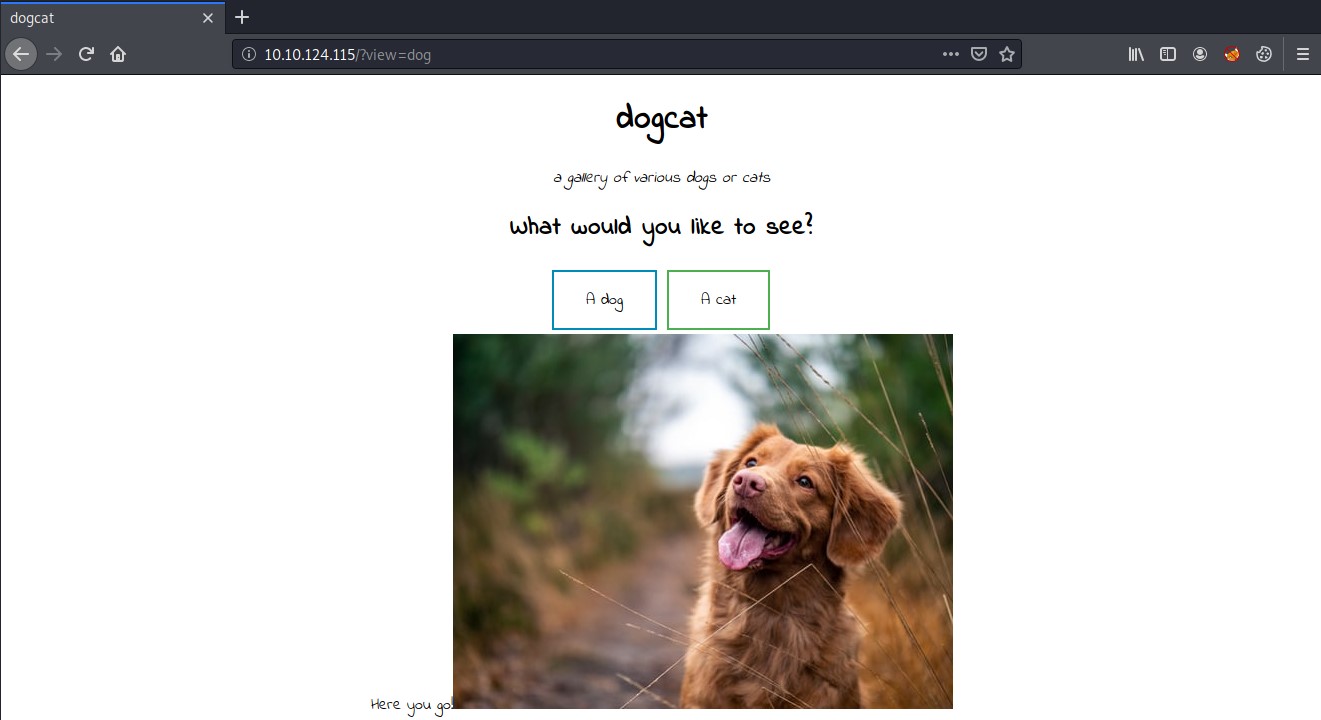 dogcat
10.10.124.115/?view=dog
dogcat
a gallery of various dogs or cats
What would you like to see?
A dog A cat
Here you go!